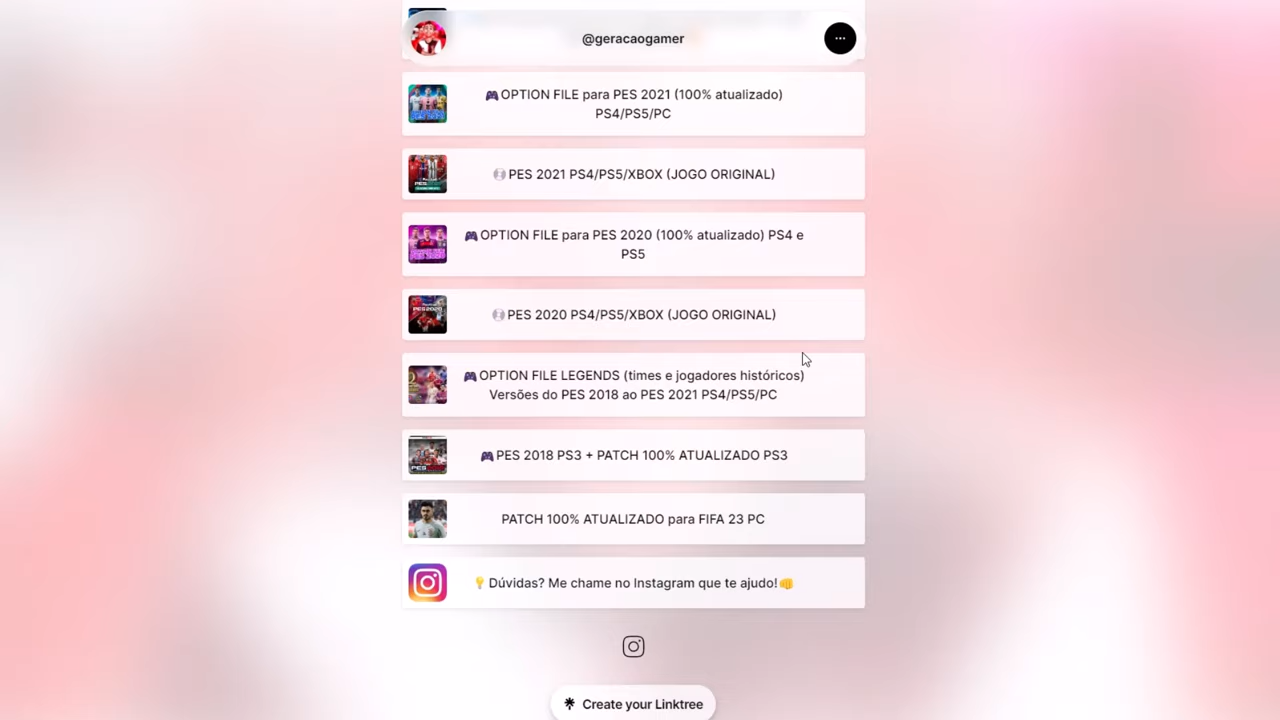 @geracaogamer
🎮OPTION FILE para PES 2021 (100% atualizado)
PS4/PS5/PC
PES 2021 PS4/PS5/XBOX (JOGO ORIGINAL)
🎮OPTION FILE para PES 2020 (100% atualizado) PS4 e
PS5
PES 2020 PS4/PS5/XBOX (JOGO ORIGINAL)
🎮OPTION FILE LEGENDS (times e jogadores históricos)
Versões do PES 2018 ao PES 2021 PS4/PS5/PC
🎮PES 2018 PS3 + PATCH 100% ATUALIZADO PS3
PATCH 100% ATUALIZADO para FIFA 23 PC
💡Dúvidas? Me chame no Instagram que te ajudo!👊
Create your Linktree